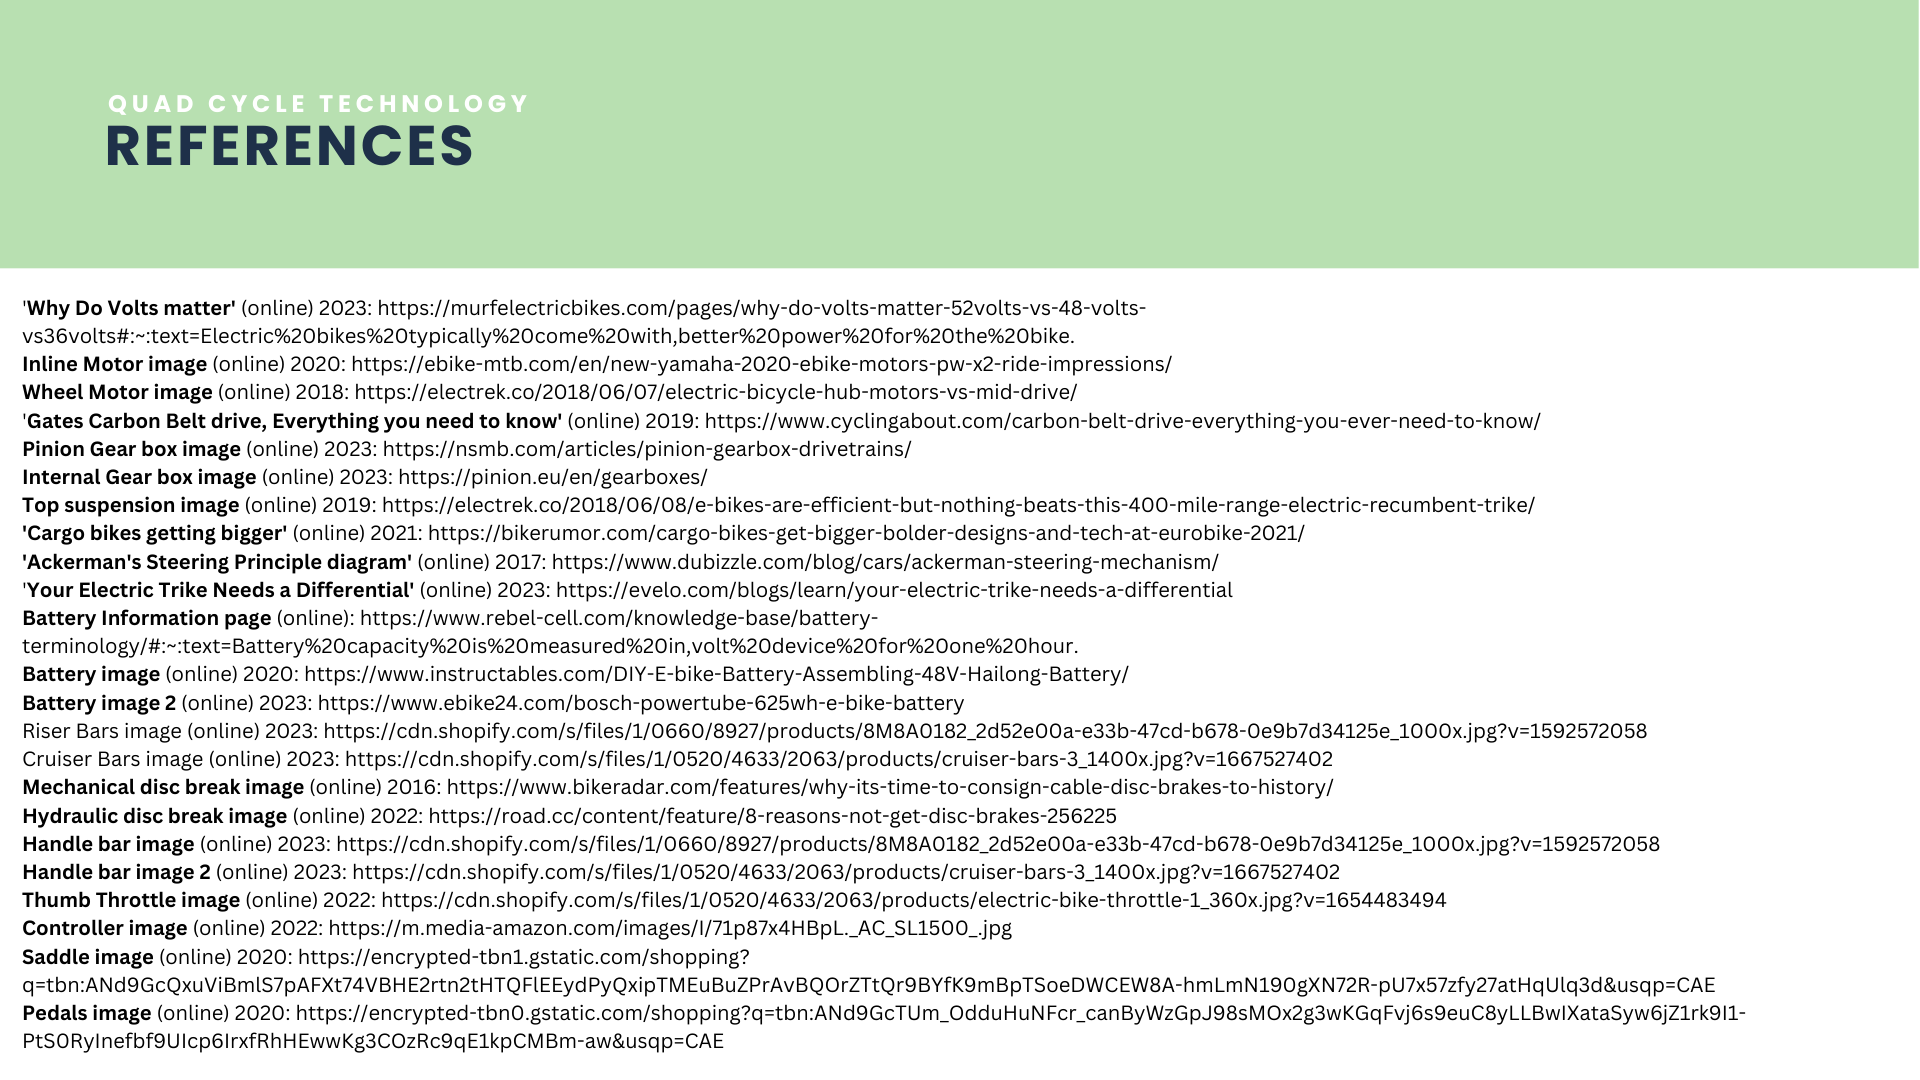 QUAD CYCLE TECHNOLOGY
REFERENCES
'Why Do Volts matter' (online) 2023: https://murfelectricbikes.com/pages/why-do-volts-matter-52volts-vs-48-volts-
vs36volts#:~:text=Electric%20bikes%20typically%20come%20with,better%20power%20for%20the%20bike.
Inline Motor image (online) 2020: https://ebike-mtb.com/en/new-yamaha-2020-ebike-motors-pw-x2-ride-impressions/
Wheel Motor image (online) 2018: https://electrek.co/2018/06/07/electric-bicycle-hub-motors-vs-mid-drive/
'Gates Carbon Belt drive, Everything you need to know' (online) 2019: https://www.cyclingabout.com/carbon-belt-drive-everything-you-ever-need-to-know/
Pinion Gear box image (online) 2023: https://nsmb.com/articles/pinion-gearbox-drivetrains/
Internal Gear box image (online) 2023: https://pinion.eu/en/gearboxes/
Top suspension image (online) 2019: https://electrek.co/2018/06/08/e-bikes-are-efficient-but-nothing-beats-this-400-mile-range-electric-recumbent-trike/
'Cargo bikes getting bigger' (online) 2021: https://bikerumor.com/cargo-bikes-get-bigger-bolder-designs-and-tech-at-eurobike-2021/
'Ackerman's Steering Principle diagram' (online) 2017: https://www.dubizzle.com/blog/cars/ackerman-steering-mechanism/
'Your Electric Trike Needs a Differential' (online) 2023: https://evelo.com/blogs/learn/your-electric-trike-needs-a-differential
Battery Information page (online): https://www.rebel-cell.com/knowledge-base/battery-
terminology/#:~:text=Battery%20capacity%20is%20measured%20in,volt%20device%20for%20one%20hour.
Battery image (online) 2020: https://www.instructables.com/DIY-E-bike-Battery-Assembling-48V-Hailong-Battery/
Battery image 2 (online) 2023: https://www.ebike24.com/bosch-powertube-625wh-e-bike-battery
Riser Bars image (online) 2023: https://cdn.shopify.com/s/files/1/0660/8927/products/8M8A0182_2d52e00a-e33b-47cd-b678-0e9b7d34125e_1000x.jpg?v=1592572058
Cruiser Bars image (online) 2023: https://cdn.shopify.com/s/files/1/0520/4633/2063/products/cruiser-bars-3_1400x.jpg?v=1667527402
Mechanical disc break image (online) 2016: https://www.bikeradar.com/features/why-its-time-to-consign-cable-disc-brakes-to-history/
Hydraulic disc break image (online) 2022: https://road.cc/content/feature/8-reasons-not-get-disc-brakes-256225
Handle bar image (online) 2023: https://cdn.shopify.com/s/files/1/0660/8927/products/8M8A0182_2d52e00a-e33b-47cd-b678-0e9b7d34125e_1000x.jpg?v=1592572058
Handle bar image 2 (online) 2023: https://cdn.shopify.com/s/files/1/0520/4633/2063/products/cruiser-bars-3_1400x.jpg?v=1667527402
Thumb Throttle image (online) 2022: https://cdn.shopify.com/s/files/1/0520/4633/2063/products/electric-bike-throttle-1_360x.jpg?v=1654483494
Controller image (online) 2022: https://m.media-amazon.com/images/I/71p87x4HBpL._AC_SL1500_.jpg
Saddle image (online) 2020: https://encrypted-tbn1.gstatic.com/shopping?
q=tbn:ANd9GcQxuViBmlS7pAFXt74VBHE2rtn2tHTQFlEEydPyQxipTMEuBuZPrAvBQOrZTtQr9BYfK9mBpTSoeDWCEW8A-hmLmN190gXN72R-pU7x57zfy27atHqUlq3d&usqp=CAE
Pedals image (online) 2020: https://encrypted-tbn0.gstatic.com/shopping?q=tbn:ANd9GcTUm_OdduHuNFcr_canByWzGpJ98sMOx2g3wKGqFvj6s9euC8yLLBwIXataSyw6jZ1rk9I1-
PtS0RyInefbf9UIcp6IrxfRhHEwwKg3COzRc9qE1kpCMBm-aw&usqp=CAE